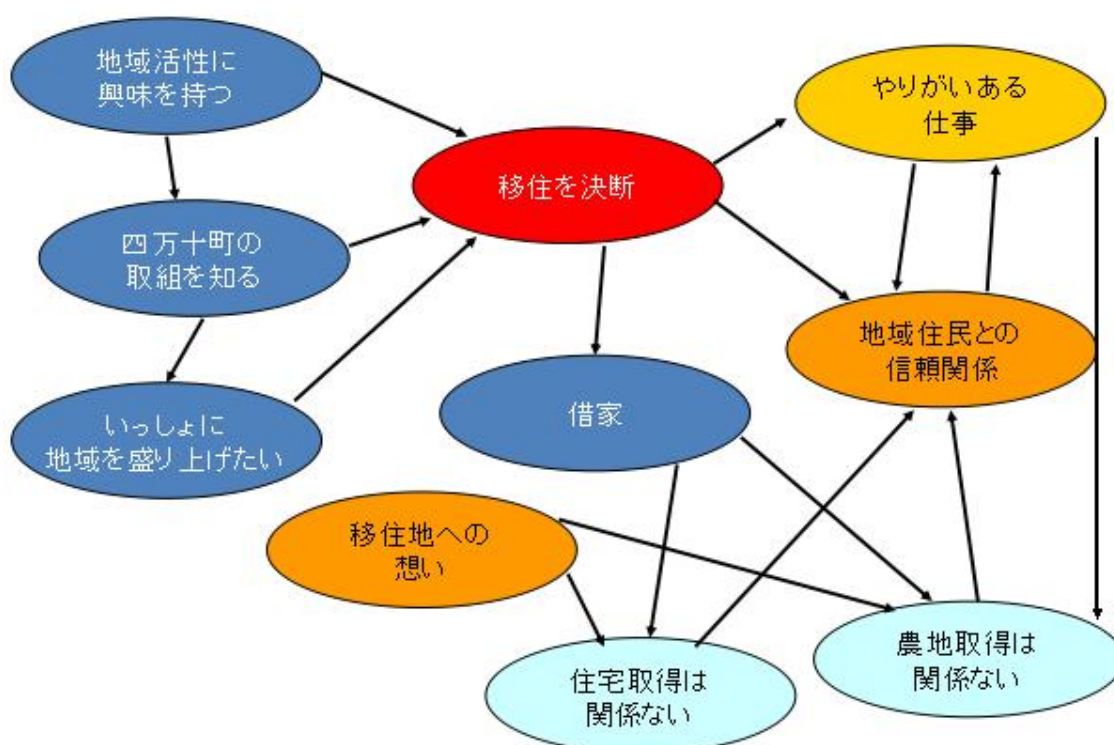 地域活性に
興味を持つ
やりがいある
仕事
移住を決断
四万十町の
取組を知る
地域住民との
信頼関係
いっしょに
地域を盛り上げたい
借家
移住地への
想い
住宅取得は
関係ない
農地取得は
関係ない